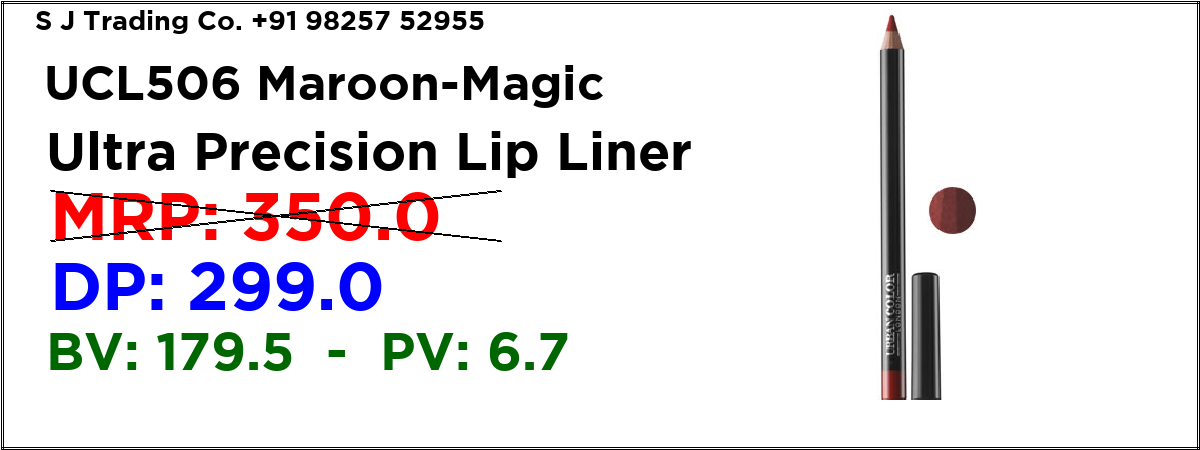 S J Trading Co. +91 98257 52955
UCL506 Maroon-Magic
Ultra Precision Lip Liner
MRP: 350.0
DP: 299.0
BV: 179.5 - PV: 6.7
URBAN COLOR
LONDON